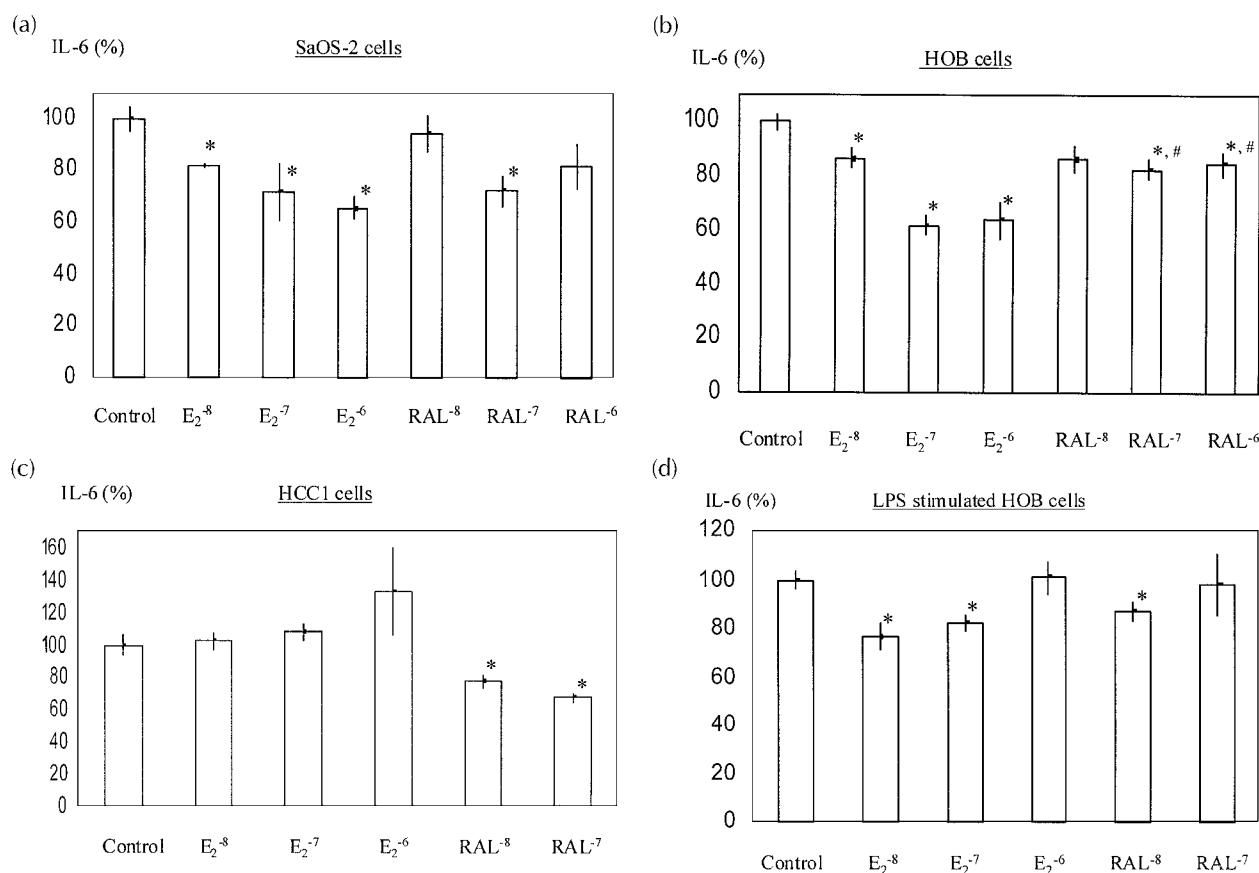 (a)
IL-6 (%)
SaOS-2 cells
100
80
60
40
20
0
*
*
*
*
Control E₂⁻⁸ E₂⁻⁷ E₂⁻⁶ RAL⁻⁸ RAL⁻⁷ RAL⁻⁶
(b)
IL-6 (%)
HOB cells
100
80
60
40
20
0
*
*
*
*, #
*, #
Control E₂⁻⁸ E₂⁻⁷ E₂⁻⁶ RAL⁻⁸ RAL⁻⁷ RAL⁻⁶
(c)
IL-6 (%)
HCC1 cells
160
140
120
100
80
60
40
20
0
*
*
Control E₂⁻⁸ E₂⁻⁷ E₂⁻⁶ RAL⁻⁸ RAL⁻⁷
(d)
IL-6 (%)
LPS stimulated HOB cells
120
100
80
60
40
20
0
*
*
*
Control E₂⁻⁸ E₂⁻⁷ E₂⁻⁶ RAL⁻⁸ RAL⁻⁷